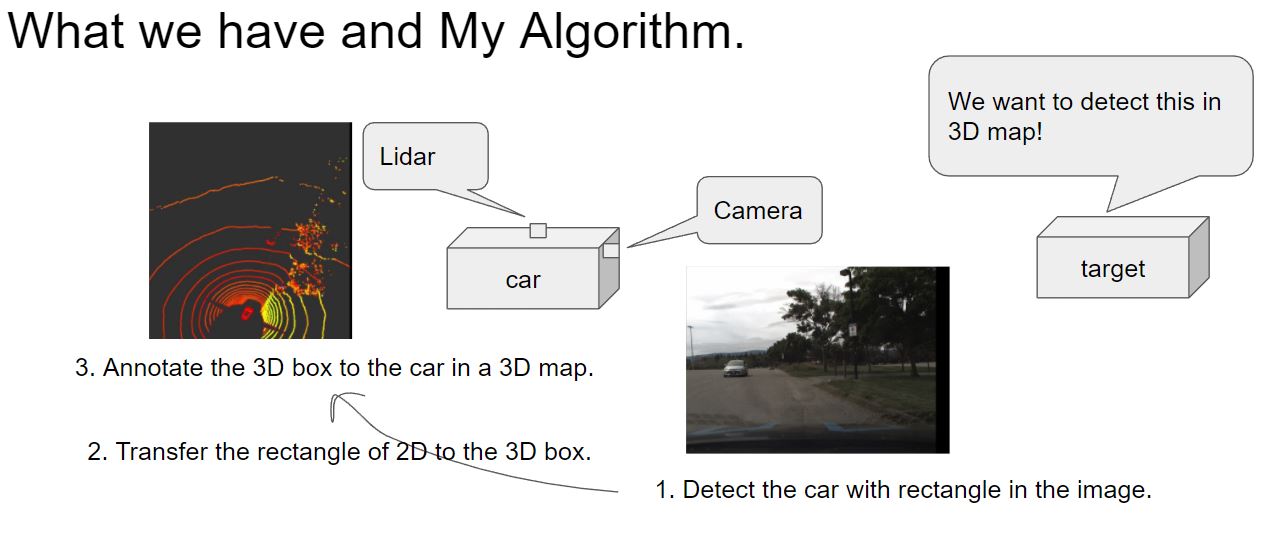 What we have and My Algorithm.
We want to detect this in
3D map!
Lidar
Camera
car
target
3. Annotate the 3D box to the car in a 3D map.
2. Transfer the rectangle of 2D to the 3D box.
1. Detect the car with rectangle in the image.